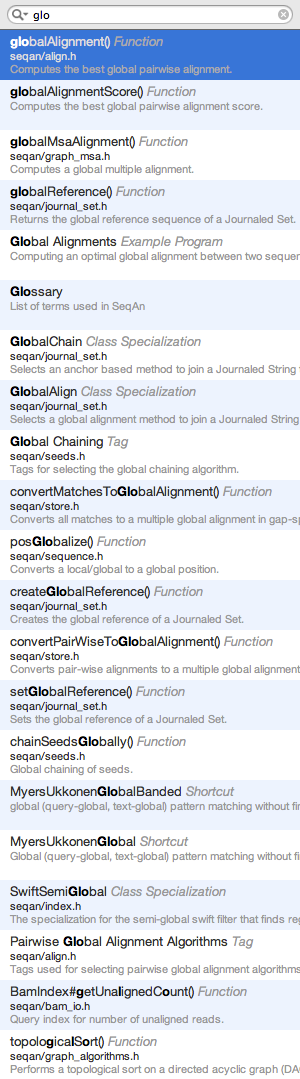 glo
globalAlignment() Function
seqan/align.h
Computes the best global pairwise alignment.
globalAlignmentScore() Function
Computes the best global pairwise alignment score.
globalMsaAlignment() Function
seqan/graph_msa.h
Computes a global multiple alignment.
globalReference() Function
seqan/journal_set.h
Returns the global reference sequence of a Journaled Set.
Global Alignments Example Program
Computing an optimal global alignment between two sequen
Glossary
List of terms used in SeqAn
GlobalChain Class Specialization
seqan/journal_set.h
Selects an anchor based method to join a Journaled String
GlobalAlign Class Specialization
seqan/journal_set.h
Selects a global alignment method to join a Journaled String
Global Chaining Tag
seqan/seeds.h
Tags for selecting the global chaining algorithm.
convertMatchesToGlobalAlignment() Function
seqan/store.h
Converts all matches to a multiple global alignment in gap-sp
posGlobalize() Function
seqan/sequence.h
Converts a local/global to a global position.
createGlobalReference() Function
seqan/journal_set.h
Creates the global reference of a Journaled Set.
convertPairWiseToGlobalAlignment() Function
seqan/store.h
Converts pair-wise alignments to a multiple global alignment
setGlobalReference() Function
seqan/journal_set.h
Sets the global reference of a Journaled Set.
chainSeedsGlobally() Function
seqan/seeds.h
Global chaining of seeds.
MyersUkkonenGlobalBanded Shortcut
global (query-global, text-global) pattern matching without fin
MyersUkkonenGlobal Shortcut
Global (query-global, text-global) pattern matching without fi
SwiftSemiGlobal Class Specialization
seqan/index.h
The specialization for the semi-global swift filter that finds reg
Pairwise Global Alignment Algorithms Tag
seqan/align.h
Tags used for selecting pairwise global alignment algorithms
BamIndex#getUnalignedCount() Function
seqan/bam_io.h
Query index for number of unaligned reads.
topologicalSort() Function
seqan/graph_algorithms.h
Performs a topological sort on a directed acyclic graph (DA